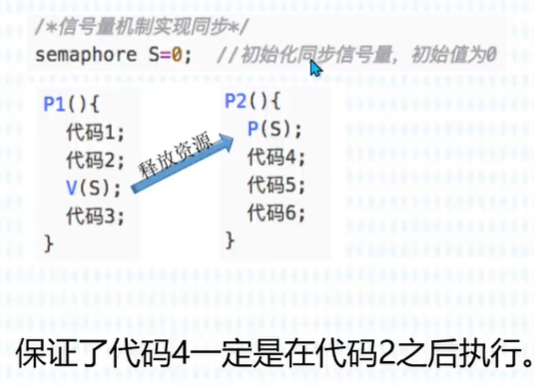 /*信号量机制实现同步*/
semaphore S=0;  //初始化同步信号量，初始值为0
P1(){
代码1;
代码2;
V(S);
代码3;
}
释放资源
P2(){
P(S);
代码4;
代码5;
代码6;
}
保证了代码4一定是在代码2之后执行。